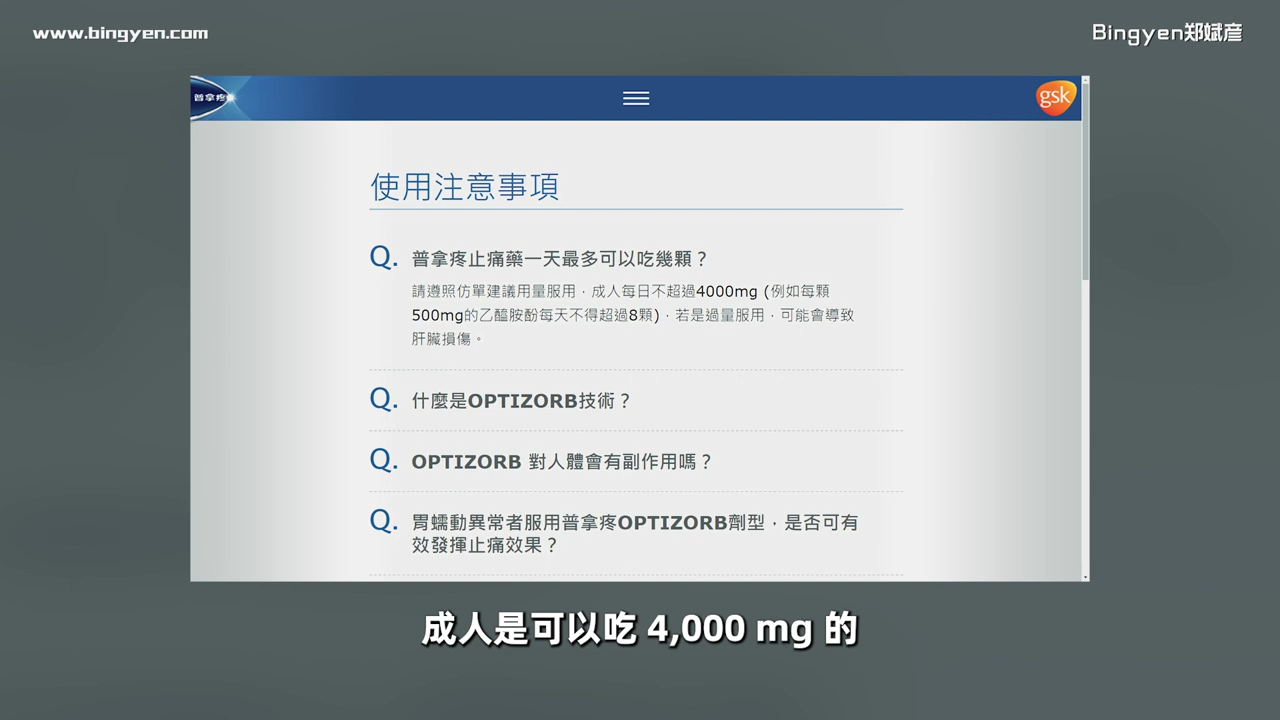 www.bingyen.com
Bingyen郑斌彦
普拿疼
gsk
使用注意事項
Q. 普拿疼止痛藥一天最多可以吃幾顆？
請遵照仿單建議用量服用，成人每日不超過4000mg (例如每顆
500mg的乙醯胺酚每天不得超過8顆)，若是過量服用，可能會導致
肝臟損傷。
Q. 什麼是OPTIZORB技術？
Q. OPTIZORB 對人體會有副作用嗎？
Q. 胃蠕動異常者服用普拿疼OPTIZORB劑型，是否可有
效發揮止痛效果？
成人是可以吃 4,000 mg 的